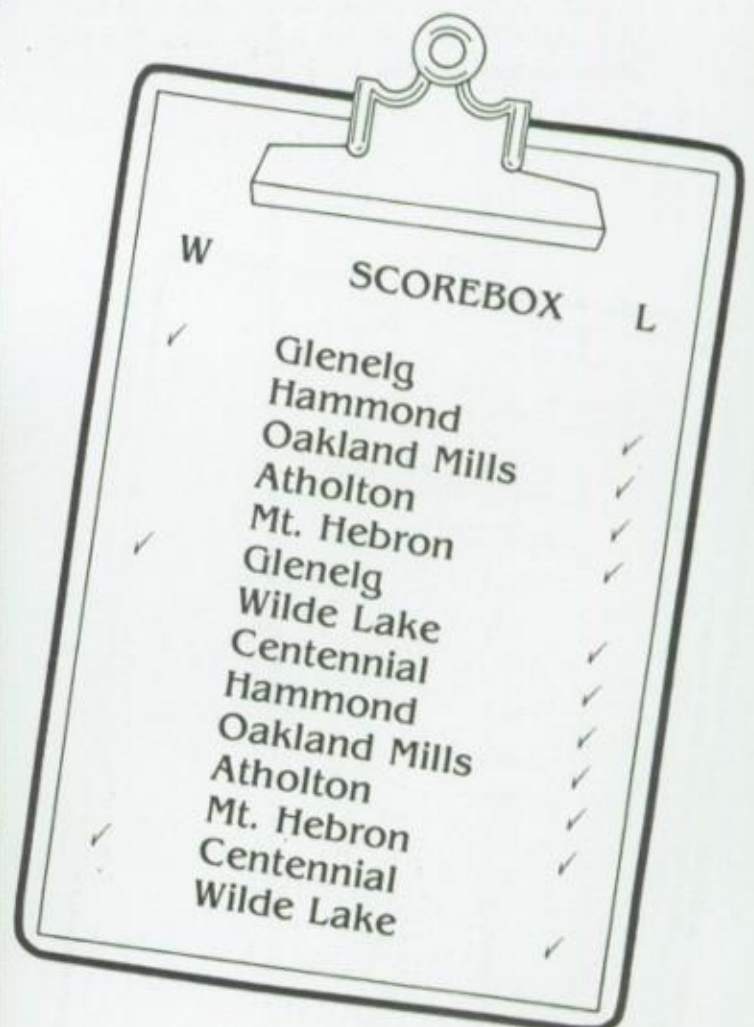 W SCOREBOX L
✓ Glenelg
Hammond ✓
Oakland Mills ✓
Atholton ✓
Mt. Hebron ✓
✓ Glenelg
Wilde Lake ✓
Centennial ✓
Hammond ✓
Oakland Mills ✓
Atholton ✓
Mt. Hebron ✓
✓ Centennial
Wilde Lake ✓